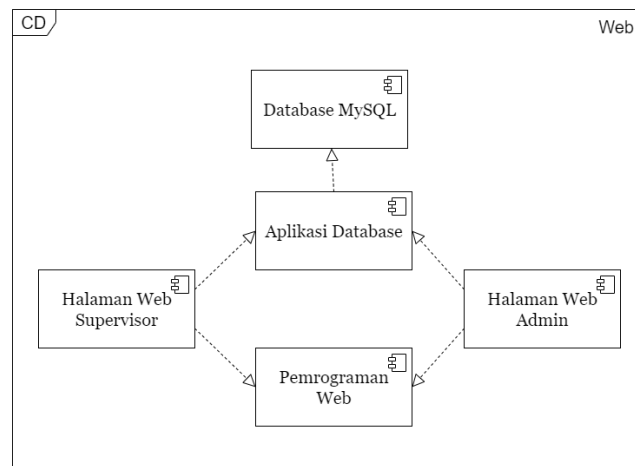 CD
Web
Database MySQL
Aplikasi Database
Halaman Web
Supervisor
Halaman Web
Admin
Pemrograman
Web